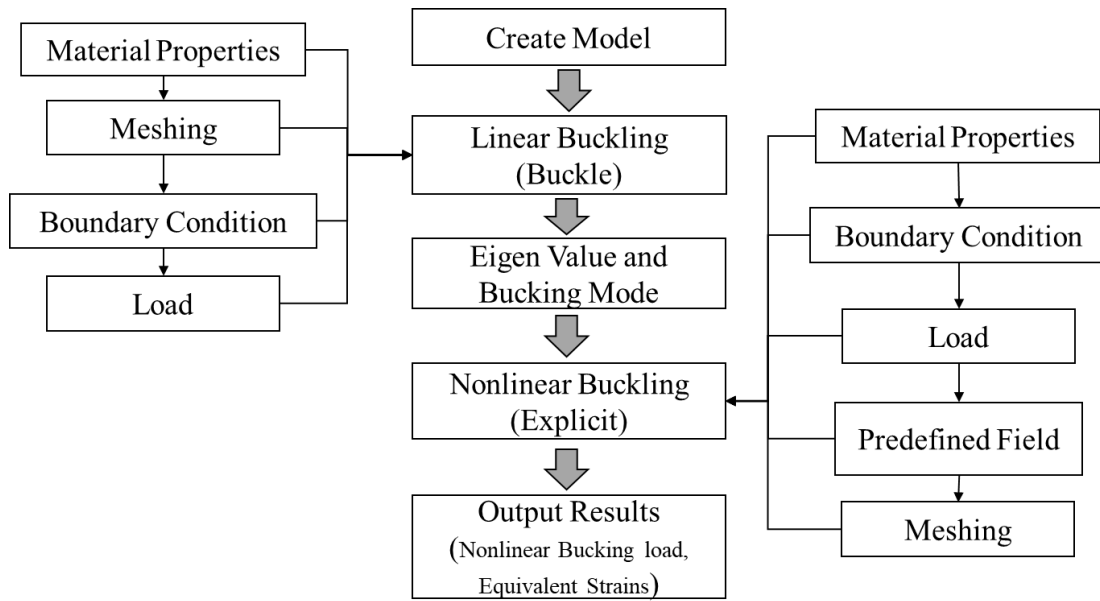 Material Properties
Meshing
Boundary Condition
Load
Create Model
Linear Buckling
(Buckle)
Eigen Value and
Bucking Mode
Nonlinear Buckling
(Explicit)
Output Results
(Nonlinear Bucking load,
Equivalent Strains)
Material Properties
Boundary Condition
Load
Predefined Field
Meshing